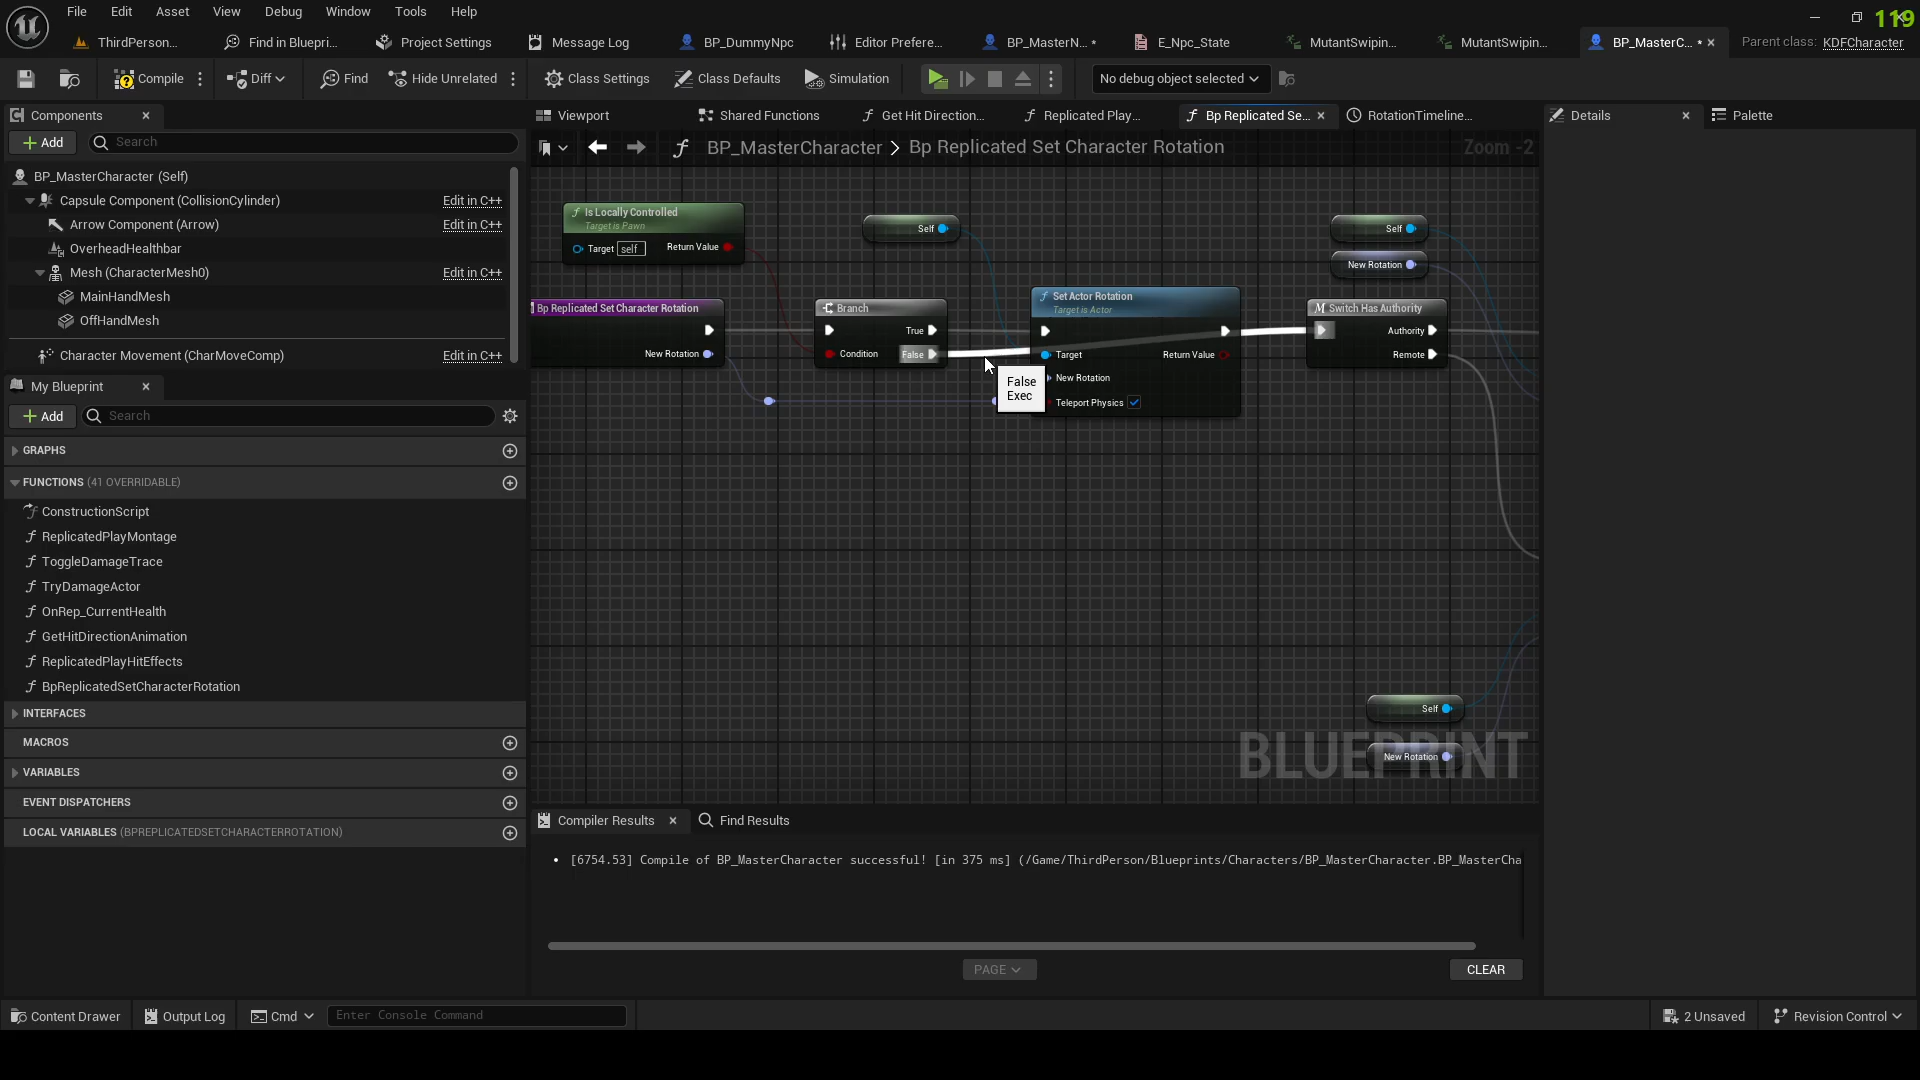 File Edit Asset View Debug Window Tools Help
119
ThirdPerson... Find in Bluepri... Project Settings Message Log BP_DummyNpc Editor Prefere... BP_MasterN... * E_Npc_State MutantSwipin... MutantSwipin... BP_MasterC... * Parent class: KDFCharacter
Compile Diff Find Hide Unrelated Class Settings Class Defaults Simulation No debug object selected
Components
Viewport Shared Functions Get Hit Direction... Replicated Play... Bp Replicated Se... RotationTimeline... Details Palette
Add Search
BP_MasterCharacter > Bp Replicated Set Character Rotation Zoom -2
BP_MasterCharacter (Self)
Capsule Component (CollisionCylinder) Edit in C++
Arrow Component (Arrow) Edit in C++
OverheadHealthbar
Mesh (CharacterMesh0) Edit in C++
MainHandMesh
OffHandMesh
Character Movement (CharMoveComp) Edit in C++
My Blueprint
Add Search
GRAPHS
FUNCTIONS (41 OVERRIDABLE)
ConstructionScript
ReplicatedPlayMontage
ToggleDamageTrace
TryDamageActor
OnRep_CurrentHealth
GetHitDirectionAnimation
ReplicatedPlayHitEffects
BpReplicatedSetCharacterRotation
INTERFACES
MACROS
VARIABLES
EVENT DISPATCHERS
LOCAL VARIABLES (BPREPLICATEDSETCHARACTERROTATION)
Is Locally Controlled
Target is Pawn
Target self Return Value
Self
Self
New Rotation
Bp Replicated Set Character Rotation
New Rotation
Branch
True
Condition False
Set Actor Rotation
Target is Actor
Target Return Value
New Rotation
Teleport Physics
Switch Has Authority
Authority
Remote
False
Exec
Self
New Rotation
BLUEPRINT
Compiler Results Find Results
[6754.53] Compile of BP_MasterCharacter successful! [in 375 ms] (/Game/ThirdPerson/Blueprints/Characters/BP_MasterCharacter.BP_MasterCha
PAGE CLEAR
Content Drawer Output Log Cmd Enter Console Command 2 Unsaved Revision Control